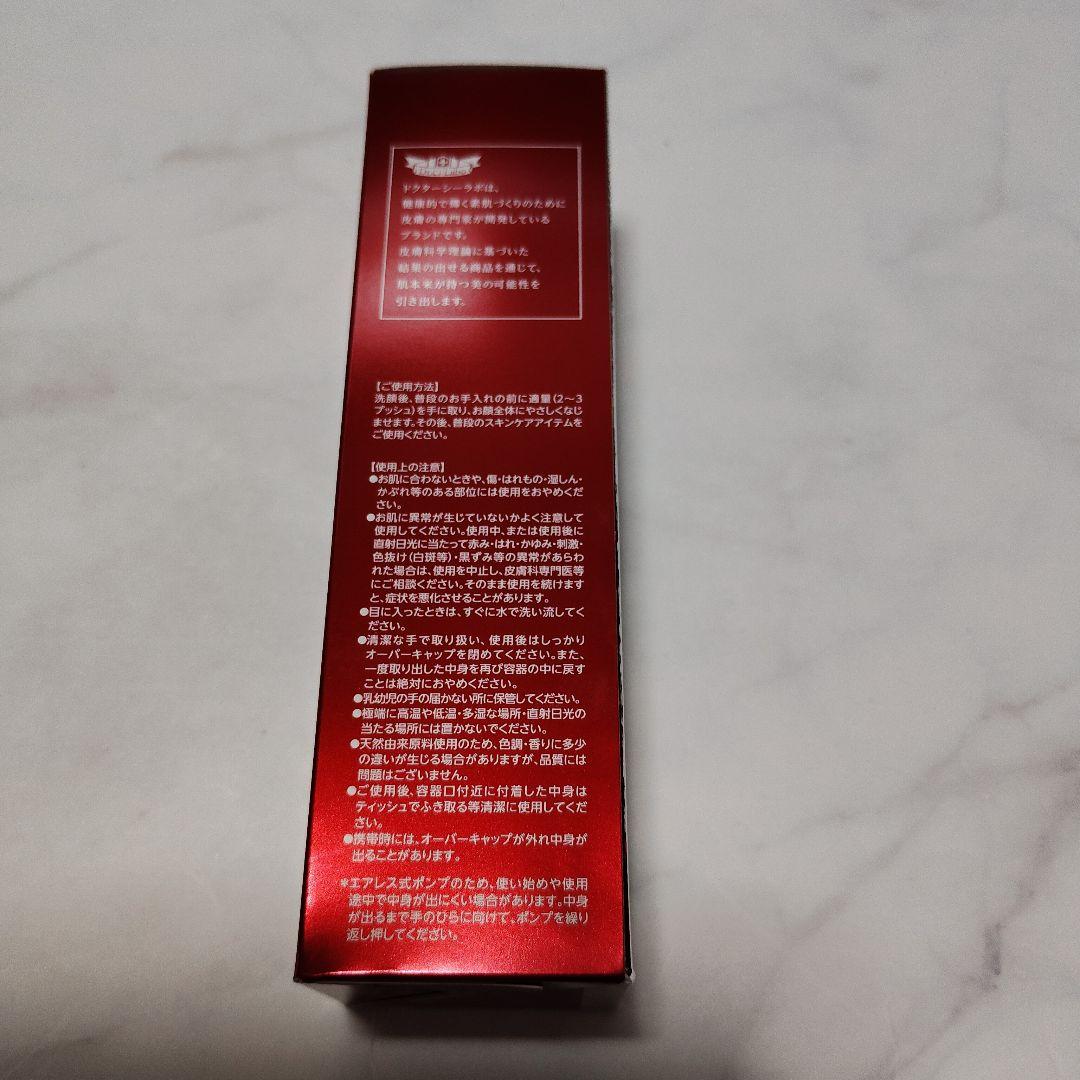 Dr.Ci:Labo
ドクターシーラボは、
健康的で輝く素肌づくりのために
皮膚の専門家が開発している
ブランドです。
皮膚科学理論に基づいた
結果の出せる商品を通じて、
肌本来が持つ美の可能性を
引き出します。
【ご使用方法】
洗顔後、普段のお手入れの前に適量(2〜3
プッシュ)を手に取り、お顔全体にやさしくなじ
ませます。その後、普段のスキンケアアイテムを
ご使用ください。
【使用上の注意】
●お肌に合わないときや、傷・はれもの・湿しん・
かぶれ等のある部位には使用をおやめくだ
さい。
●お肌に異常が生じていないかよく注意して
使用してください。使用中、または使用後に
直射日光に当たって赤み・はれ・かゆみ・刺激・
色抜け(白斑等)・黒ずみ等の異常があらわ
れた場合は、使用を中止し、皮膚科専門医等
にご相談ください。そのまま使用を続けます
と、症状を悪化させることがあります。
●目に入ったときは、すぐに水で洗い流してく
ださい。
●清潔な手で取り扱い、使用後はしっかり
オーバーキャップを閉めてください。また、
一度取り出した中身を再び容器の中に戻す
ことは絶対におやめください。
●乳幼児の手の届かない所に保管してください。
●極端に高温や低温・多湿な場所・直射日光の
当たる場所には置かないでください。
●天然由来原料使用のため、色調・香りに多少
の違いが生じる場合がありますが、品質には
問題はございません。
●ご使用後、容器口付近に付着した中身は
ティッシュでふき取る等清潔に使用してくだ
さい。
●携帯時には、オーバーキャップが外れ中身が
出ることがあります。
*エアレス式ポンプのため、使い始めや使用
途中で中身が出にくい場合があります。中身
が出るまで手のひらに向けて、ポンプを繰り
返し押してください。